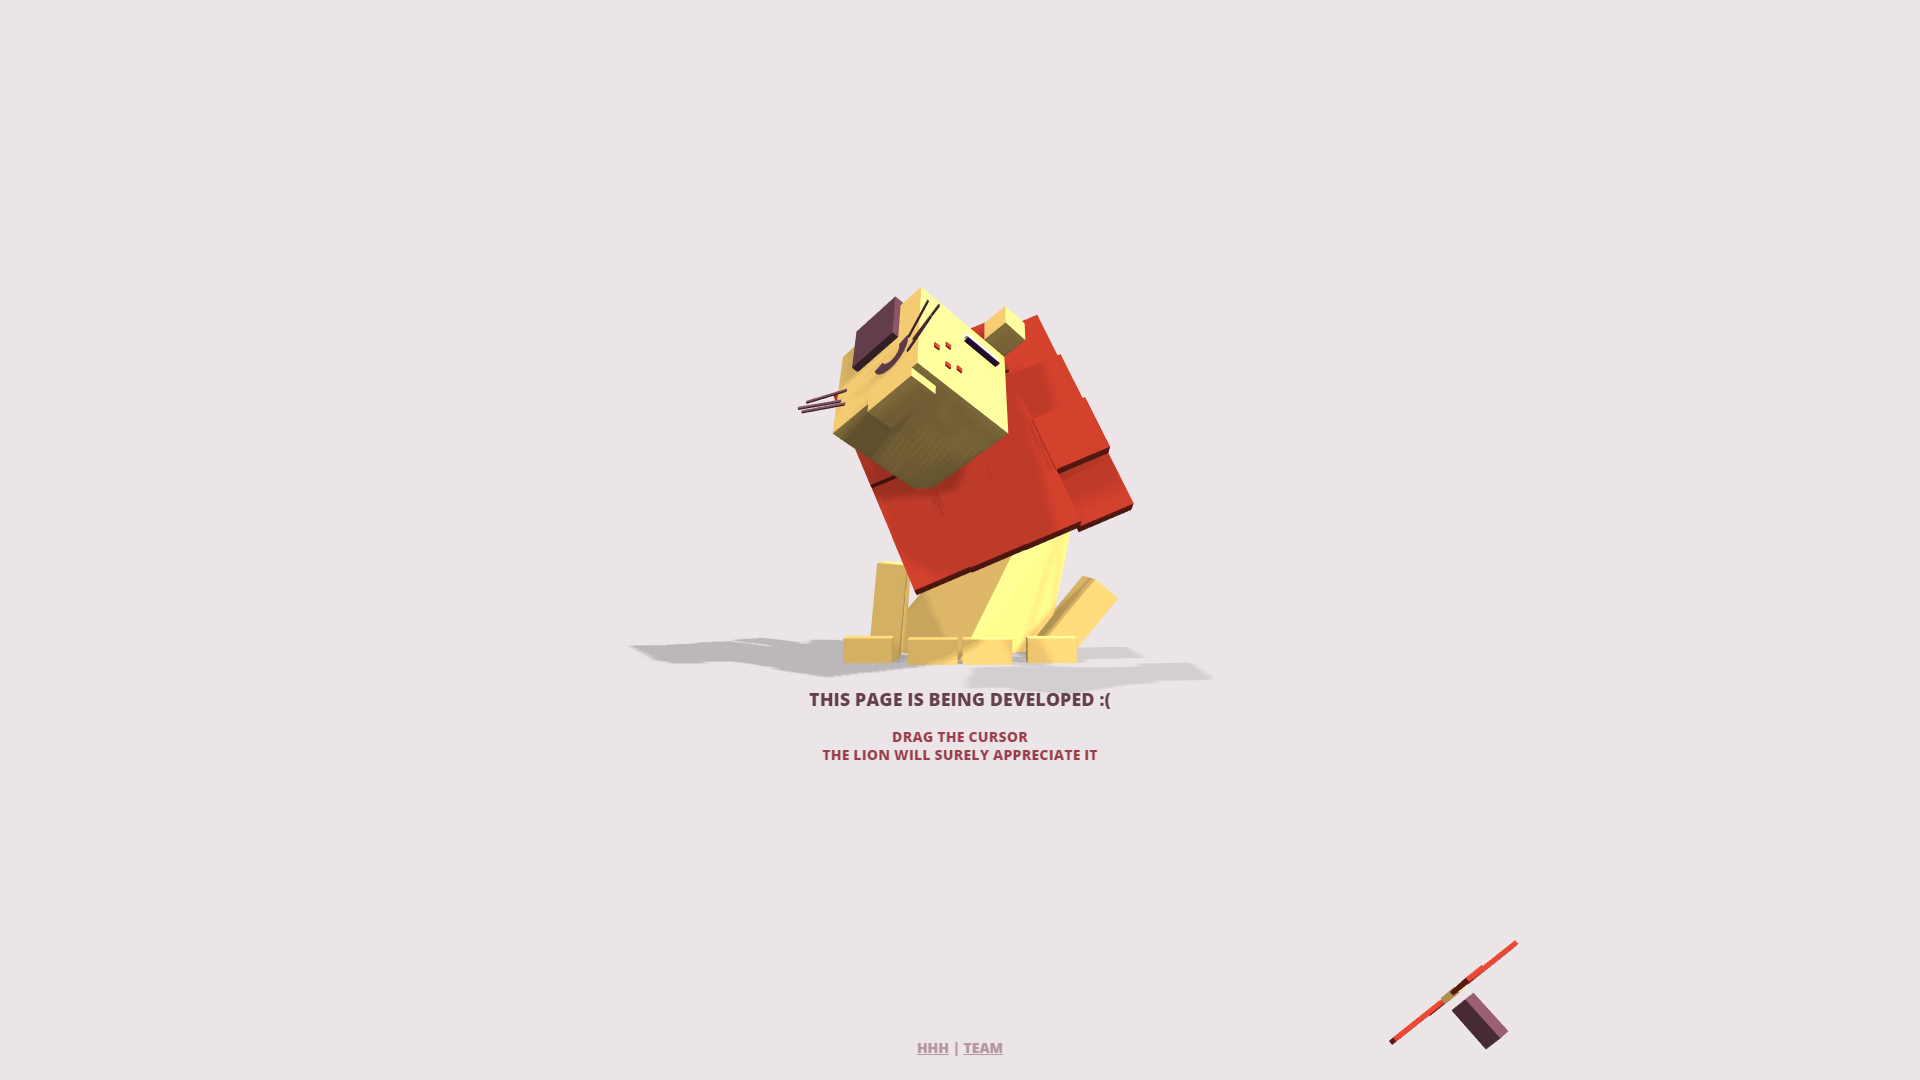 THIS PAGE IS BEING DEVELOPED :(
DRAG THE CURSOR
THE LION WILL SURELY APPRECIATE IT
HHH | TEAM